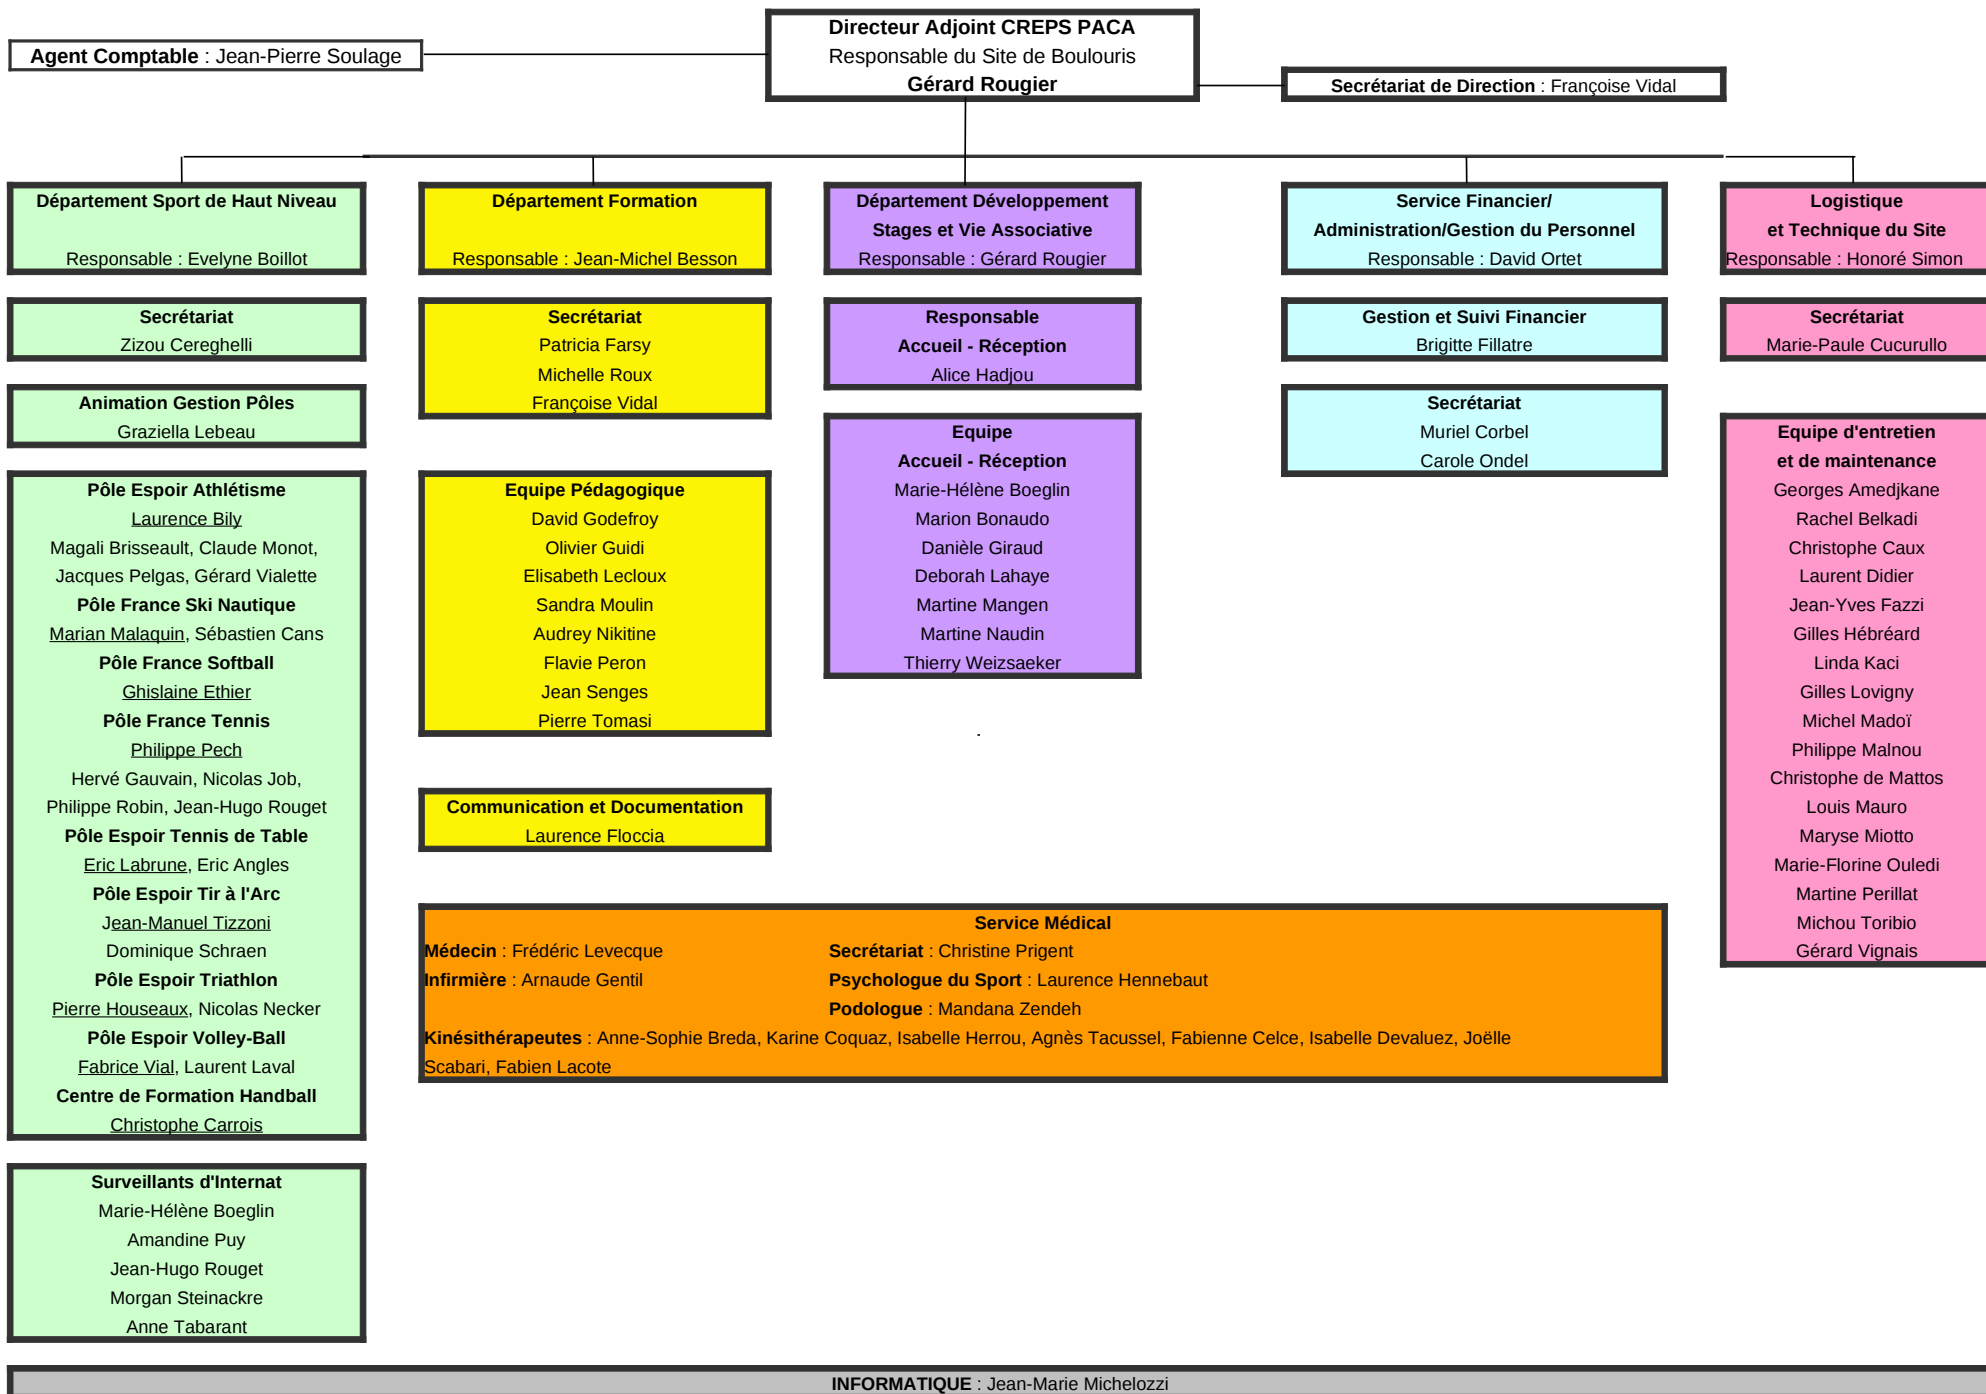 Directeur Adjoint CREPS PACA
Responsable du Site de Boulouris
Gérard Rougier
Agent Comptable : Jean-Pierre Soulage
Secrétariat de Direction : Françoise Vidal
Département Sport de Haut Niveau
Responsable : Evelyne Boillot
Secrétariat
Zizou Cereghelli
Animation Gestion Pôles
Graziella Lebeau
Pôle Espoir Athlétisme
Laurence Bily
Magali Brisseault, Claude Monot,
Jacques Pelgas, Gérard Vialette
Pôle France Ski Nautique
Marian Malaquin, Sébastien Cans
Pôle France Softball
Ghislaine Ethier
Pôle France Tennis
Philippe Pech
Hervé Gauvain, Nicolas Job,
Philippe Robin, Jean-Hugo Rouget
Pôle Espoir Tennis de Table
Eric Labrune, Eric Angles
Pôle Espoir Tir à l'Arc
Jean-Manuel Tizzoni
Dominique Schraen
Pôle Espoir Triathlon
Pierre Houseaux, Nicolas Necker
Pôle Espoir Volley-Ball
Fabrice Vial, Laurent Laval
Centre de Formation Handball
Christophe Carrois
Surveillants d'Internat
Marie-Hélène Boeglin
Amandine Puy
Jean-Hugo Rouget
Morgan Steinackre
Anne Tabarant
Département Formation
Responsable : Jean-Michel Besson
Secrétariat
Patricia Farsy
Michelle Roux
Françoise Vidal
Equipe Pédagogique
David Godefroy
Olivier Guidi
Elisabeth Lecloux
Sandra Moulin
Audrey Nikitine
Flavie Peron
Jean Senges
Pierre Tomasi
Communication et Documentation
Laurence Floccia
Département Développement
Stages et Vie Associative
Responsable : Gérard Rougier
Responsable
Accueil - Réception
Alice Hadjou
Equipe
Accueil - Réception
Marie-Hélène Boeglin
Marion Bonaudo
Danièle Giraud
Deborah Lahaye
Martine Mangen
Martine Naudin
Thierry Weizsaeker
.
Service Financier/
Administration/Gestion du Personnel
Responsable : David Ortet
Gestion et Suivi Financier
Brigitte Fillatre
Secrétariat
Muriel Corbel
Carole Ondel
Logistique
et Technique du Site
Responsable : Honoré Simon
Secrétariat
Marie-Paule Cucurullo
Equipe d'entretien
et de maintenance
Georges Amedjkane
Rachel Belkadi
Christophe Caux
Laurent Didier
Jean-Yves Fazzi
Gilles Hébréard
Linda Kaci
Gilles Lovigny
Michel Madoï
Philippe Malnou
Christophe de Mattos
Louis Mauro
Maryse Miotto
Marie-Florine Ouledi
Martine Perillat
Michou Toribio
Gérard Vignais
Service Médical
Médecin : Frédéric Levecque
Secrétariat : Christine Prigent
Infirmière : Arnaude Gentil
Psychologue du Sport : Laurence Hennebaut
Podologue : Mandana Zendeh
Kinésithérapeutes : Anne-Sophie Breda, Karine Coquaz, Isabelle Herrou, Agnès Tacussel, Fabienne Celce, Isabelle Devaluez, Joëlle
Scabari, Fabien Lacote
INFORMATIQUE : Jean-Marie Michelozzi